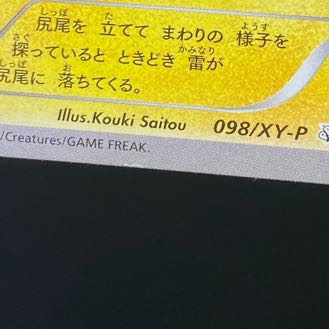 尻尾を 立てて まわりの 様子を
探っていると ときどき 雷が
尻尾に 落ちてくる。
Illus.Kouki Saitou 098/XY-P
/Creatures/GAME FREAK.